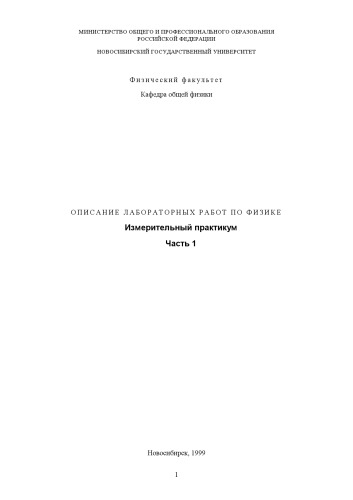 МИНИСТЕРСТВО ОБЩЕГО И ПРОФЕССИОНАЛЬНОГО ОБРАЗОВАНИЯ
РОССИЙСКОЙ ФЕДЕРАЦИИ
НОВОСИБИРСКИЙ ГОСУДАРСТВЕННЫЙ УНИВЕРСИТЕТ
Физический факультет
Кафедра общей физики
ОПИСАНИЕ ЛАБОРАТОРНЫХ РАБОТ ПО ФИЗИКЕ
Измерительный практикум
Часть 1
Новосибирск, 1999
1